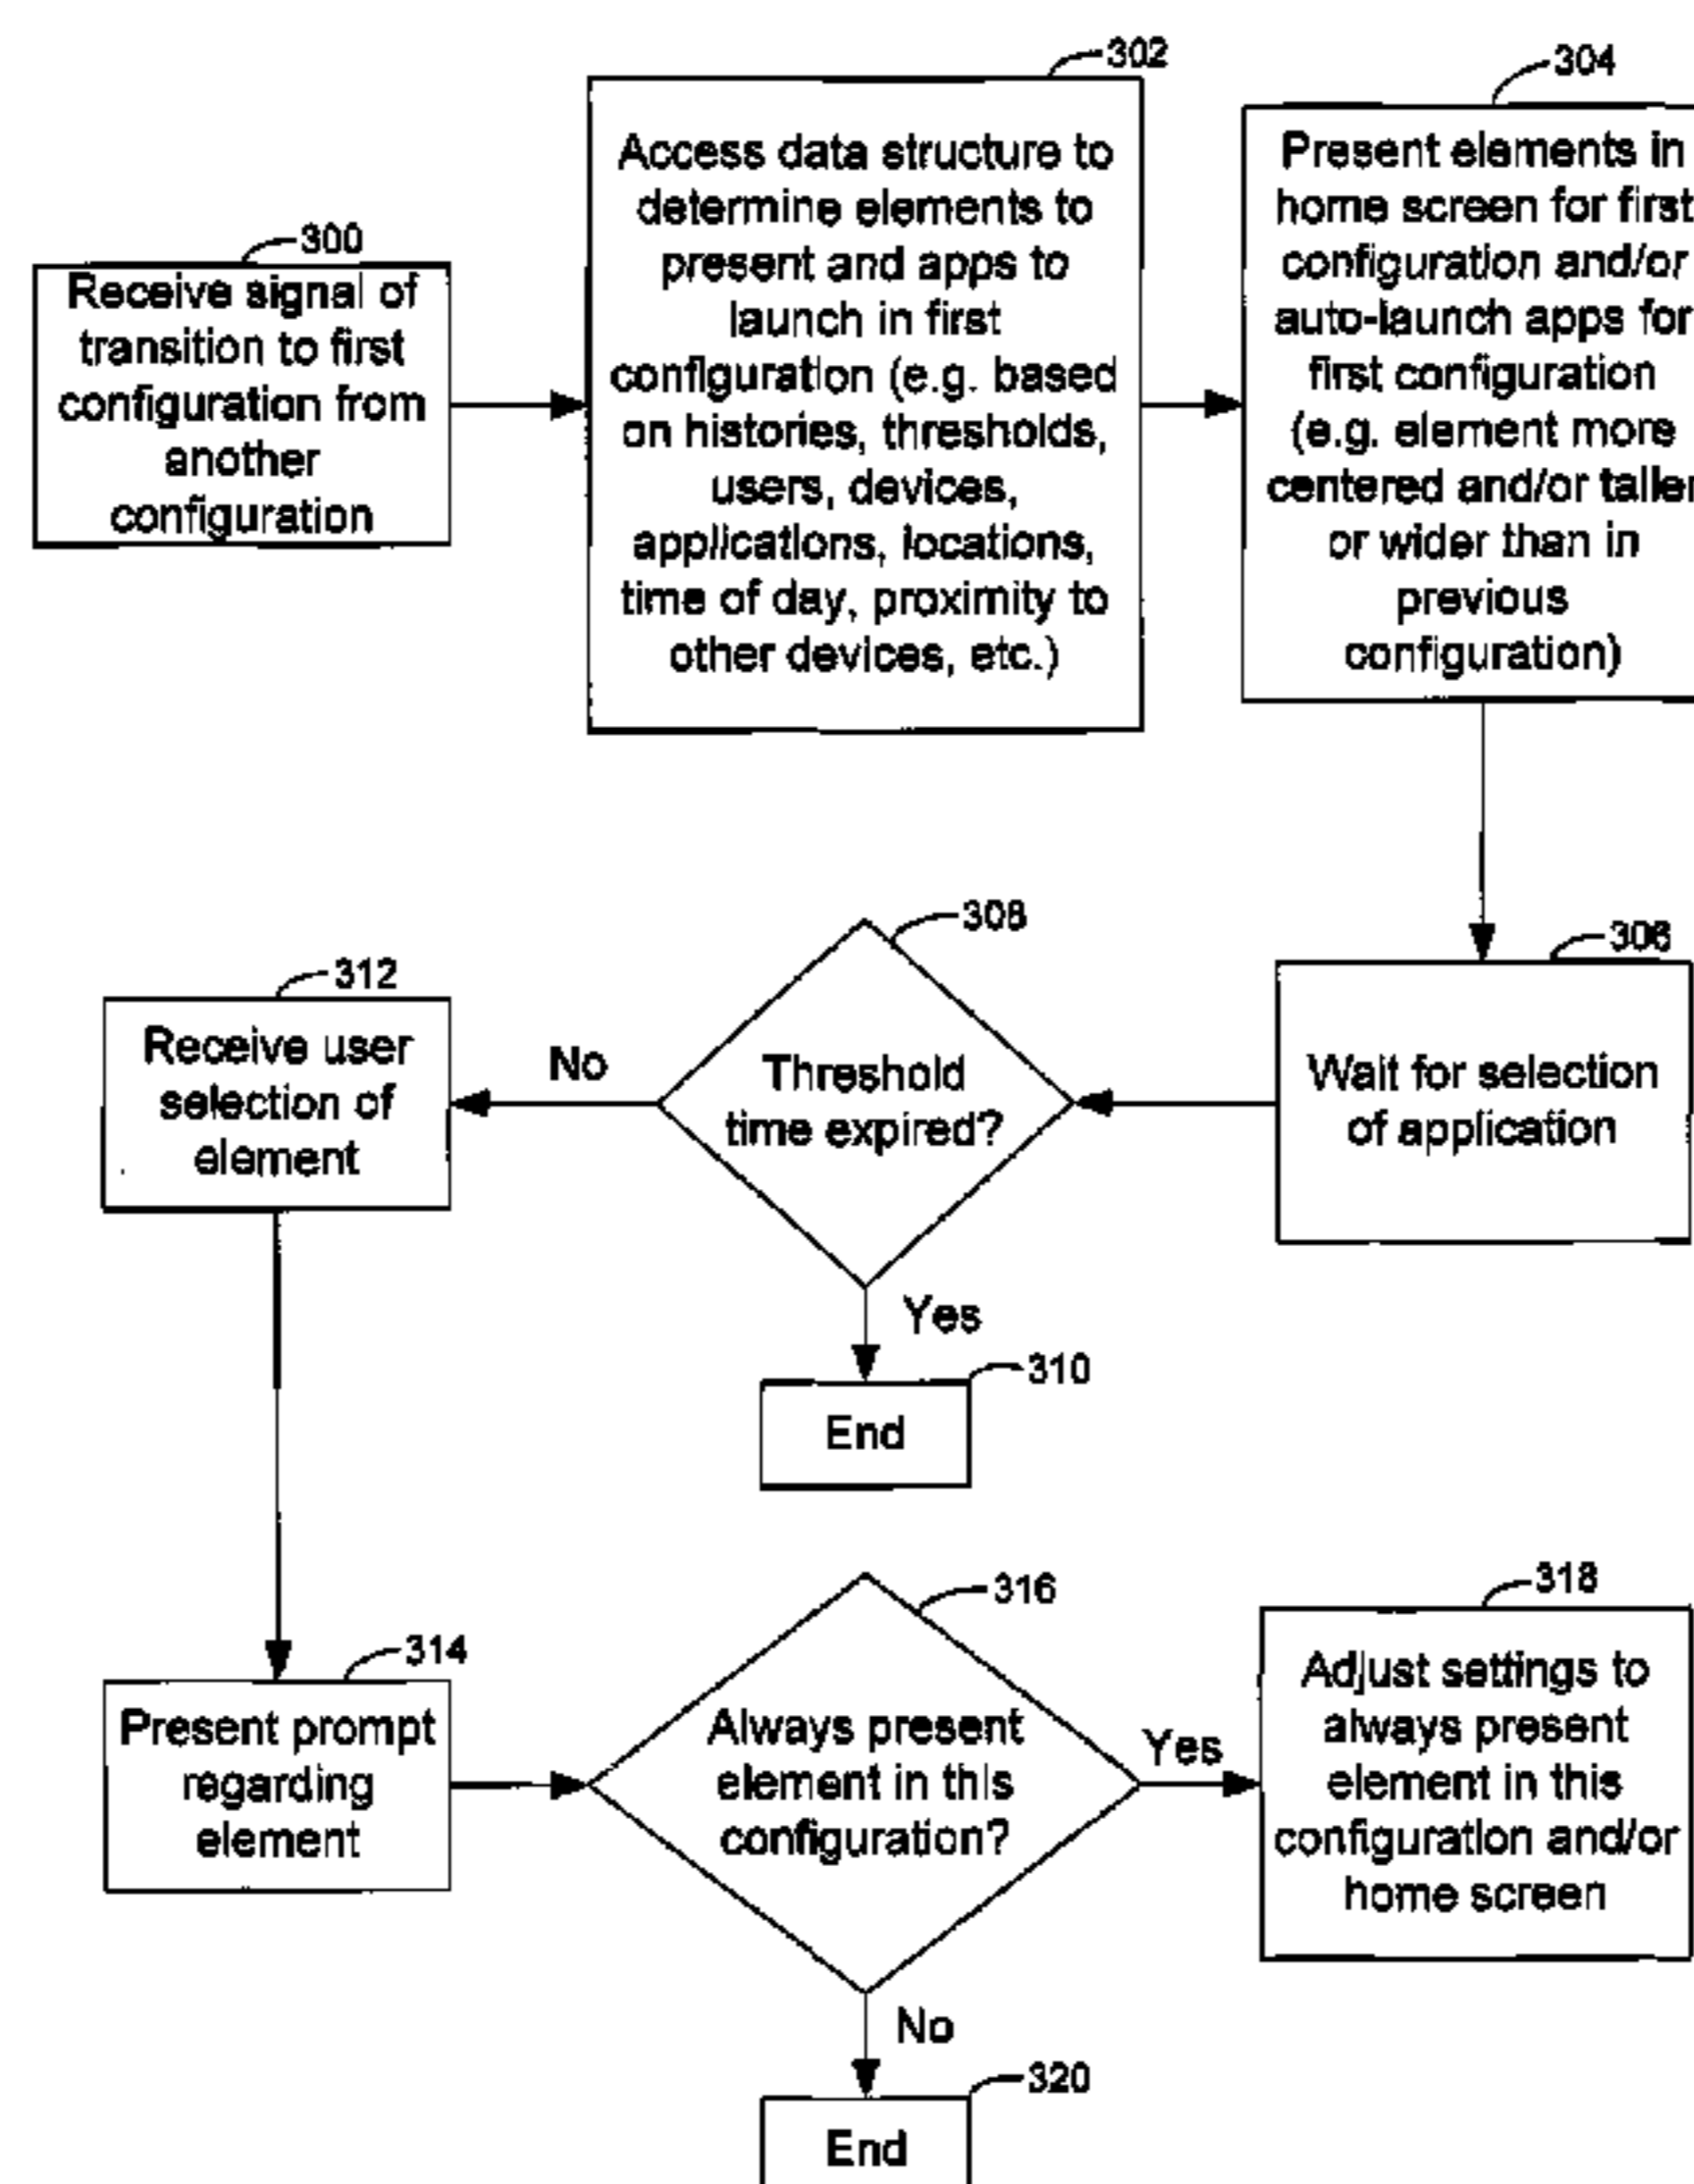 300
Receive signal of
transition to first
configuration from
another
configuration
302
Access data structure to
determine elements to
present and apps to
launch in first
configuration (e.g. based
on histories, thresholds,
users, devices,
applications, locations,
time of day, proximity to
other devices, etc.)
304
Present elements in
home screen for first
configuration and/or
auto-launch apps for
first configuration
(e.g. element more
centered and/or taller
or wider than in
previous
configuration)
306
Wait for selection
of application
308
Threshold
time expired?
No
Yes
310
End
312
Receive user
selection of
element
314
Present prompt
regarding
element
316
Always present
element in this
configuration?
Yes
No
318
Adjust settings to
always present
element in this
configuration and/or
home screen
320
End